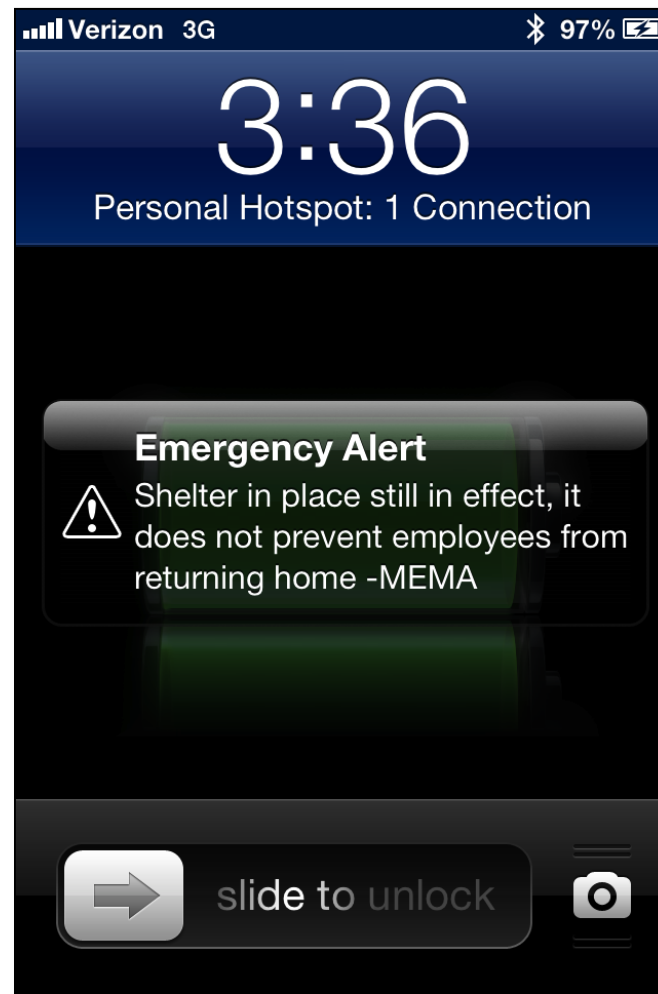 Verizon 3G 97%
3:36
Personal Hotspot: 1 Connection
Emergency Alert
Shelter in place still in effect, it
does not prevent employees from
returning home -MEMA
slide to unlock